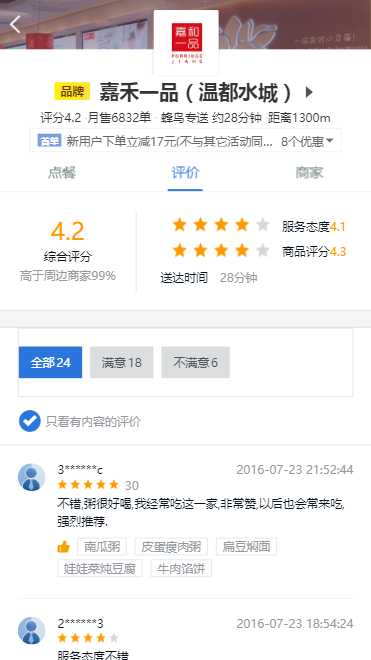 嘉和
一品
PORRIDGE
JIAHE
品牌 嘉禾一品（温都水城）
评分4.2 月售6832单 · 蜂鸟专送 约28分钟 距离1300m
首单 新用户下单立减17元(不与其它活动同... 8个优惠
点餐 评价 商家
4.2
综合评分
高于周边商家99%
服务态度4.1
商品评分4.3
送达时间 28分钟
全部24 满意18 不满意6
只看有内容的评价
3******c 2016-07-23 21:52:44
30
不错,粥很好喝,我经常吃这一家,非常赞,以后也会常来吃,
强烈推荐.
南瓜粥 皮蛋瘦肉粥 扁豆焖面
娃娃菜炖豆腐 牛肉馅饼
2******3 2016-07-23 18:54:24
服务态度不错